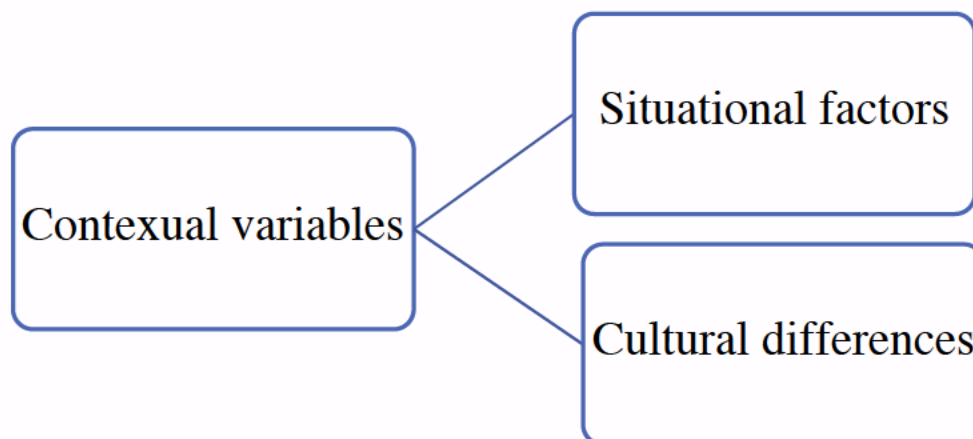 Situational factors
Contexual variables
Cultural differences